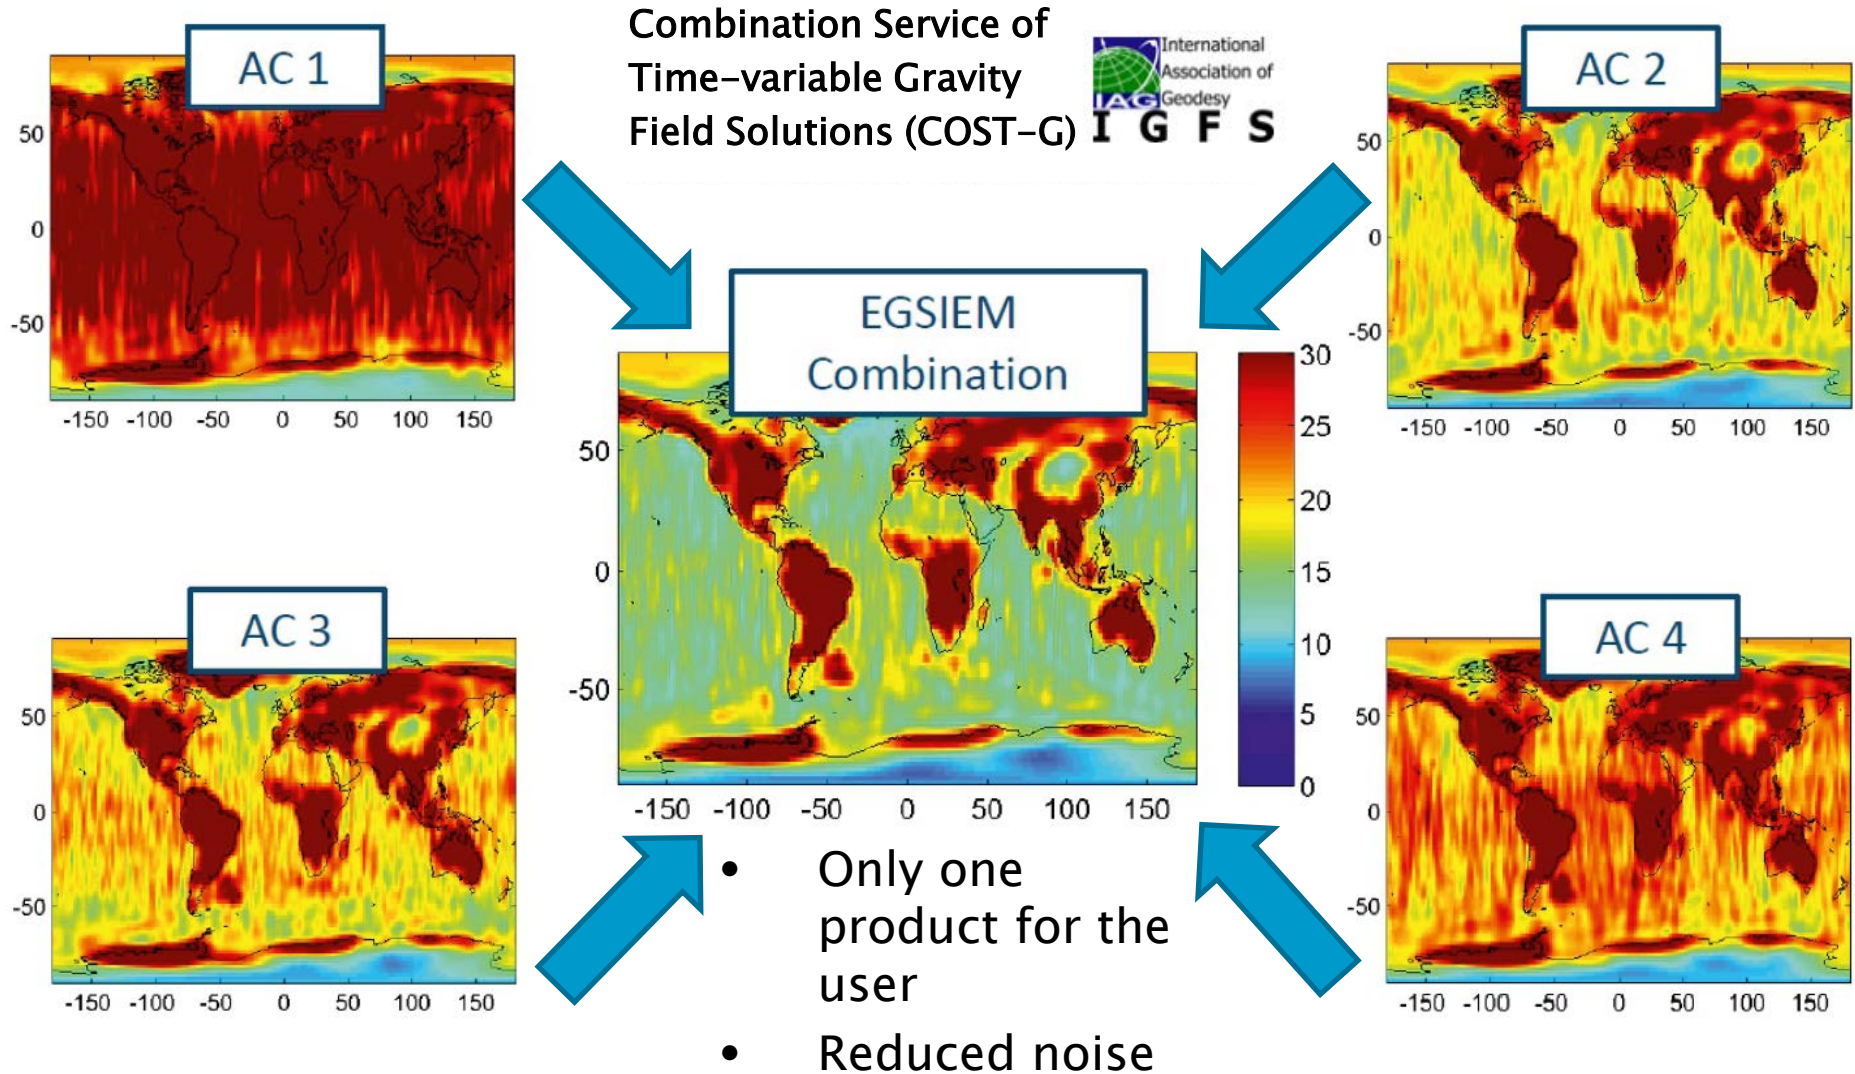 Combination Service of
Time-variable Gravity
Field Solutions (COST-G)
International
Association of
Geodesy
IAG
I G F S
AC 1
50
0
-50
-150 -100 -50 0 50 100 150
AC 2
50
0
-50
-150 -100 -50 0 50 100 150
EGSIEM
Combination
50
0
-50
-150 -100 -50 0 50 100 150
30
25
20
15
10
5
0
AC 3
50
0
-50
-150 -100 -50 0 50 100 150
AC 4
50
0
-50
-150 -100 -50 0 50 100 150
• Only one
product for the
user
• Reduced noise